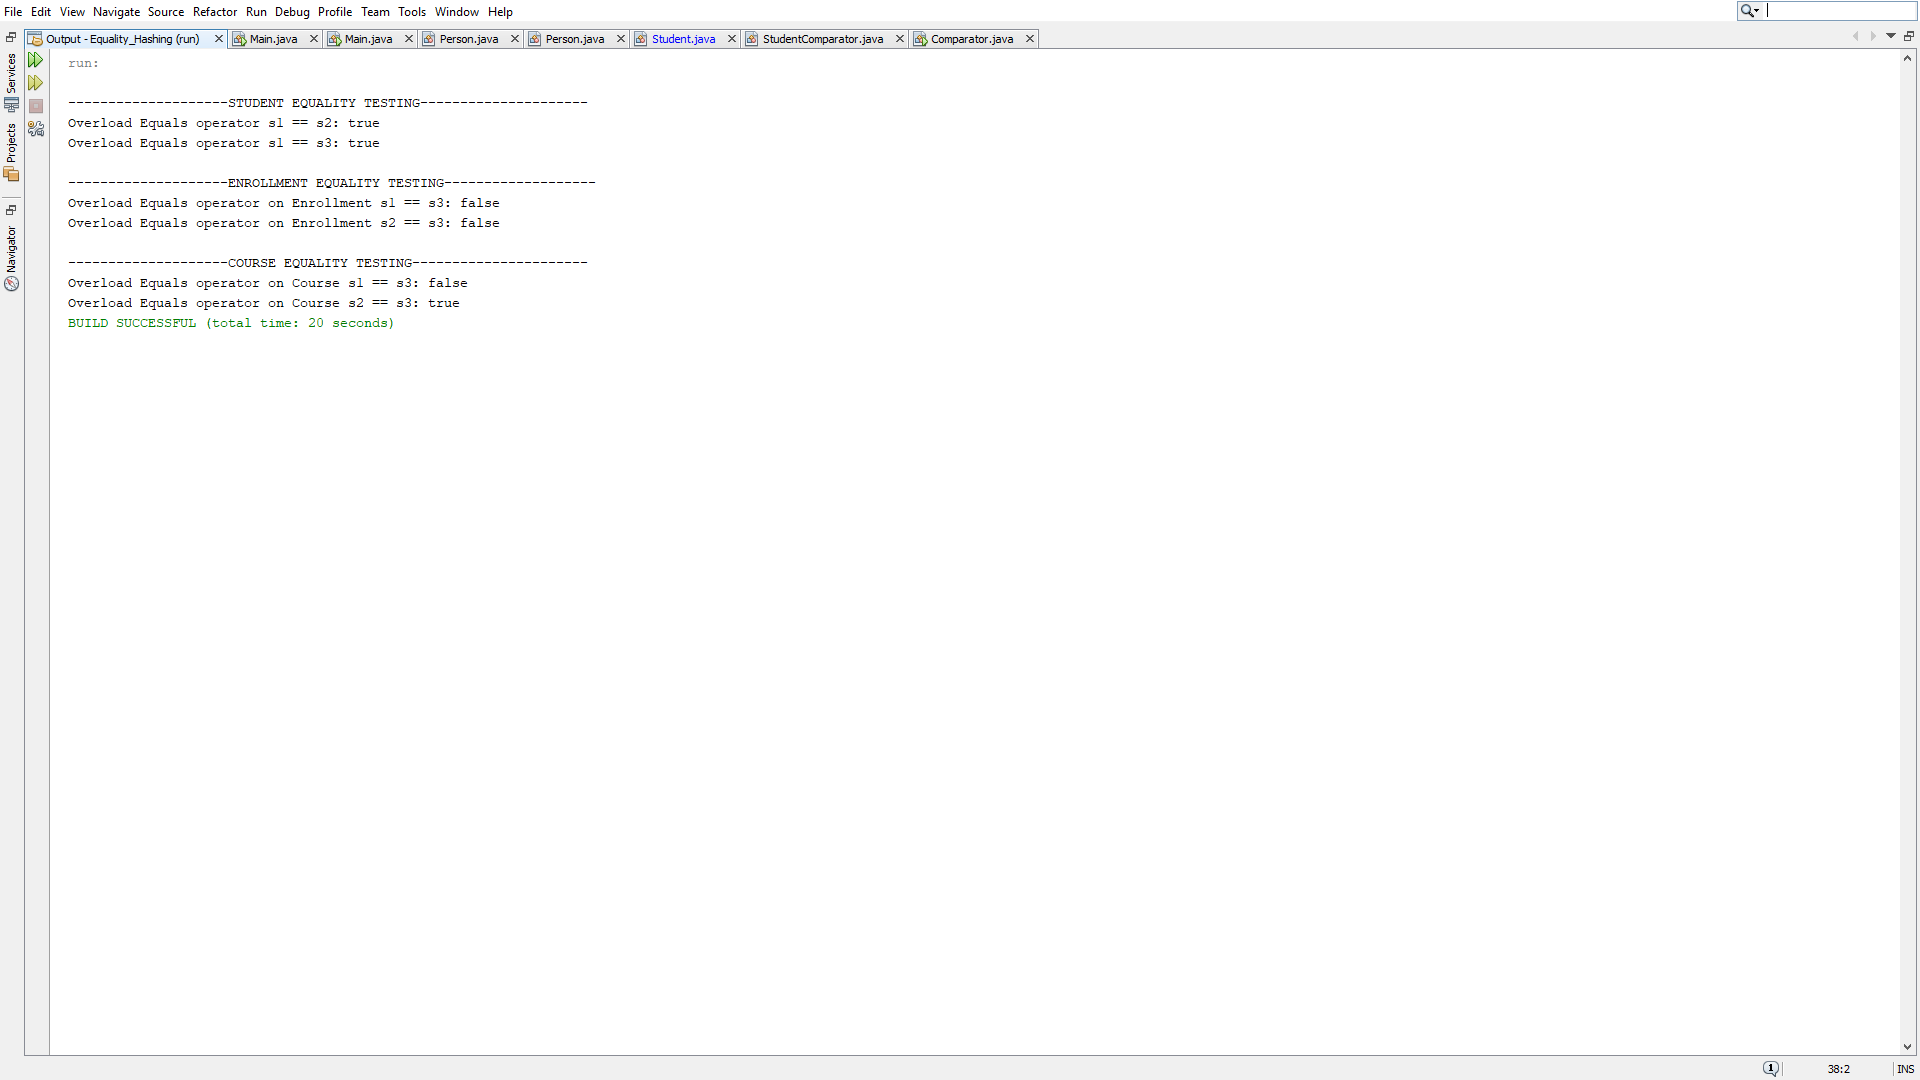 File Edit View Navigate Source Refactor Run Debug Profile Team Tools Window Help
Output - Equality_Hashing (run) Main.java Main.java Person.java Person.java Student.java StudentComparator.java Comparator.java
Services
Projects
Navigator
run:
--------------------STUDENT EQUALITY TESTING---------------------
Overload Equals operator s1 == s2: true
Overload Equals operator s1 == s3: true
--------------------ENROLLMENT EQUALITY TESTING-------------------
Overload Equals operator on Enrollment s1 == s3: false
Overload Equals operator on Enrollment s2 == s3: false
--------------------COURSE EQUALITY TESTING----------------------
Overload Equals operator on Course s1 == s3: false
Overload Equals operator on Course s2 == s3: true
BUILD SUCCESSFUL (total time: 20 seconds)
1 38:2 INS